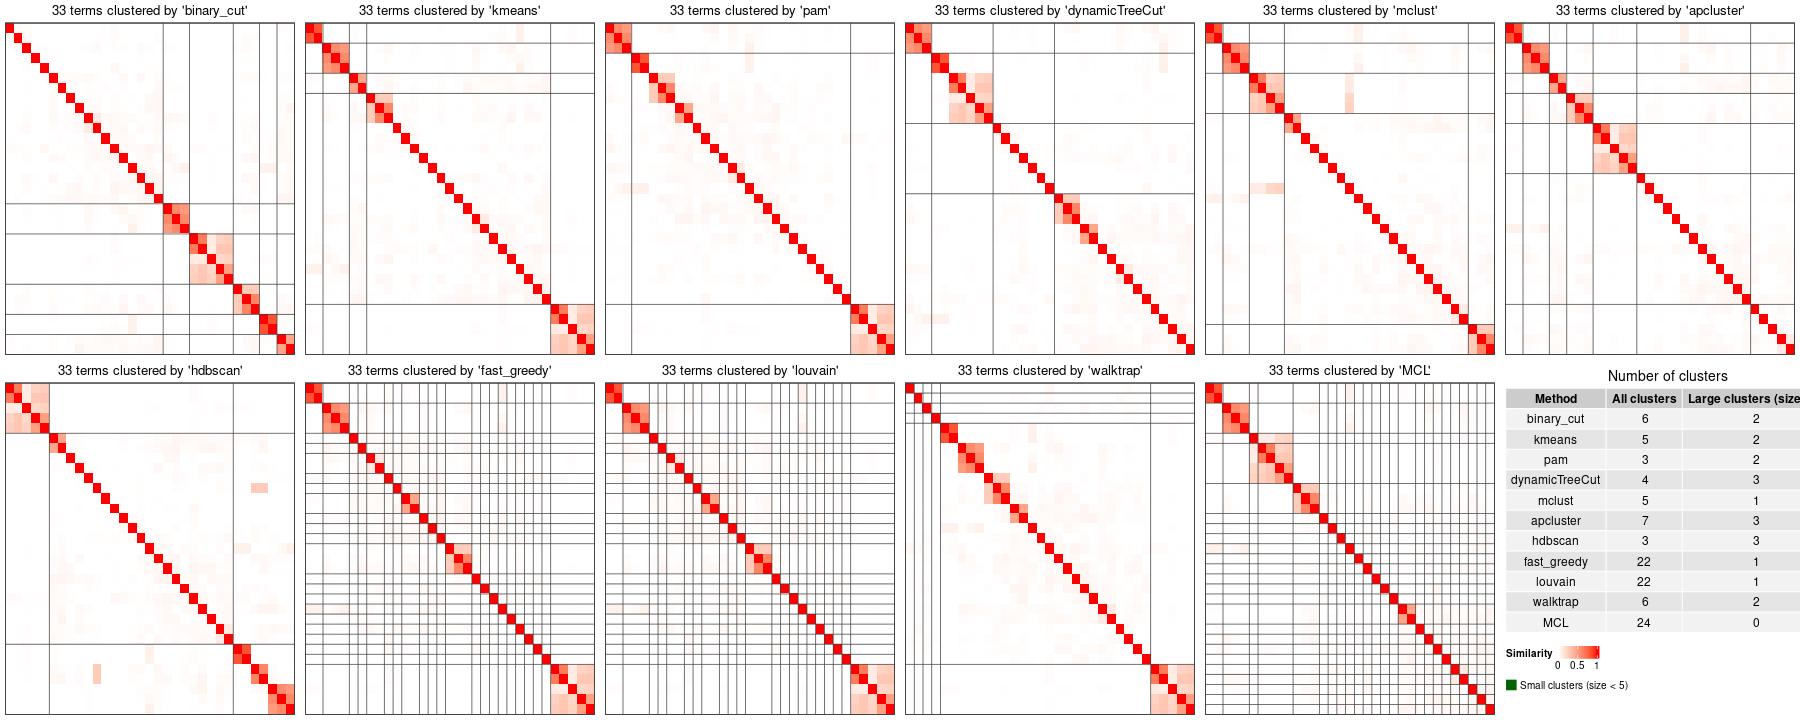 33 terms clustered by 'binary_cut'
33 terms clustered by 'kmeans'
33 terms clustered by 'pam'
33 terms clustered by 'dynamicTreeCut'
33 terms clustered by 'mclust'
33 terms clustered by 'apcluster'
33 terms clustered by 'hdbscan'
33 terms clustered by 'fast_greedy'
33 terms clustered by 'louvain'
33 terms clustered by 'walktrap'
33 terms clustered by 'MCL'
Number of clusters
Method All clusters Large clusters (size
binary_cut 6 2
kmeans 5 2
pam 3 2
dynamicTreeCut 4 3
mclust 5 1
apcluster 7 3
hdbscan 3 3
fast_greedy 22 1
louvain 22 1
walktrap 6 2
MCL 24 0
Similarity
0 0.5 1
Small clusters (size < 5)